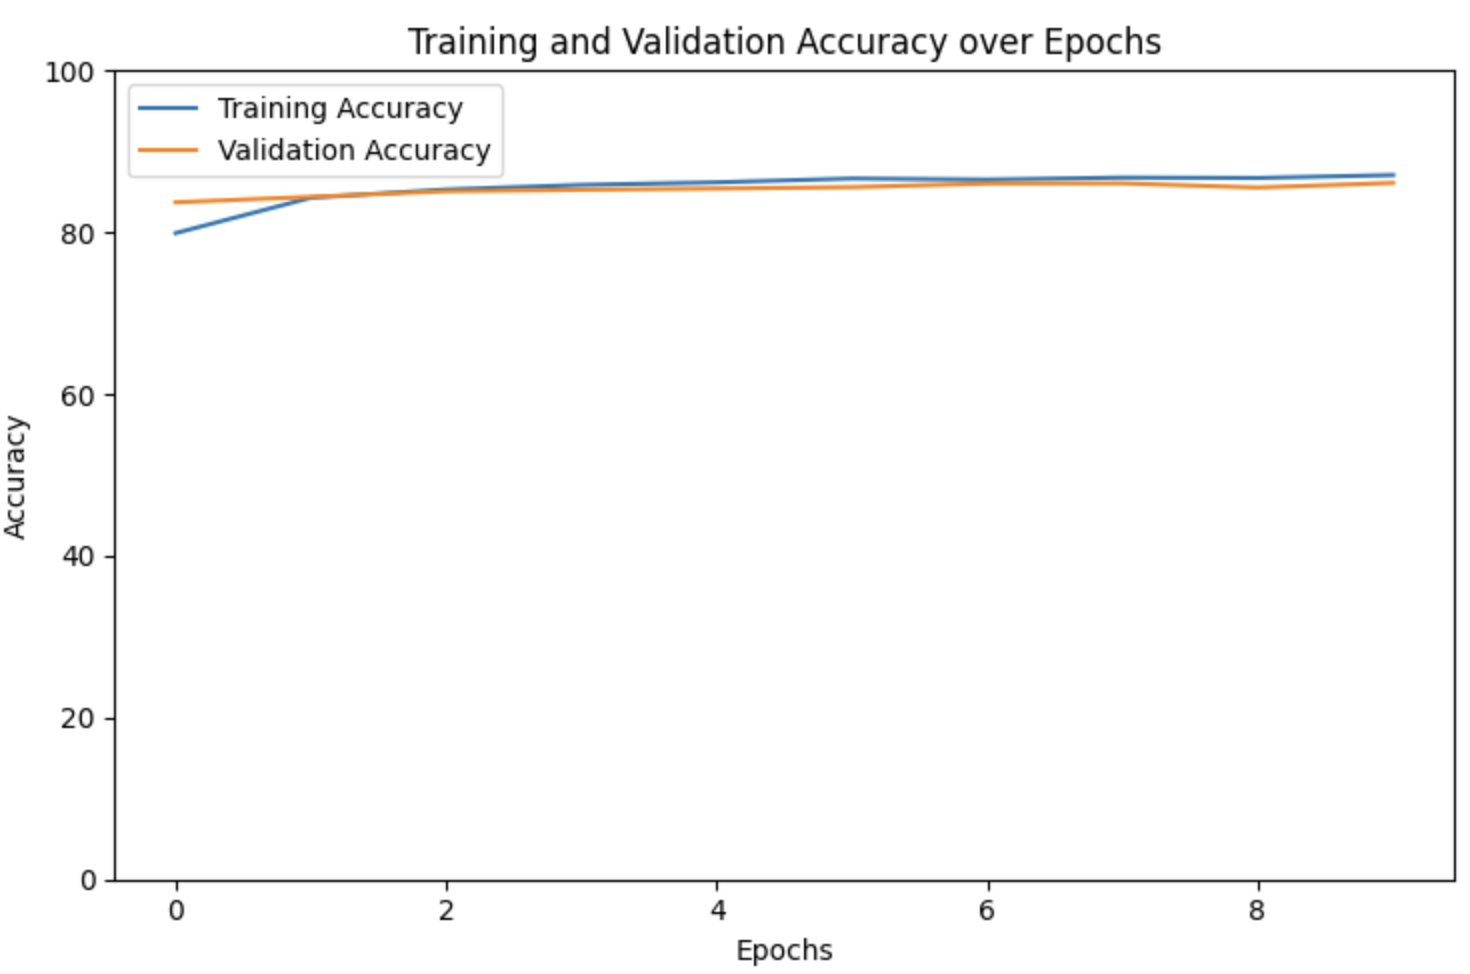 Training and Validation Accuracy over Epochs
Training Accuracy
Validation Accuracy
100
80
60
40
20
0
Accuracy
0 2 4 6 8
Epochs